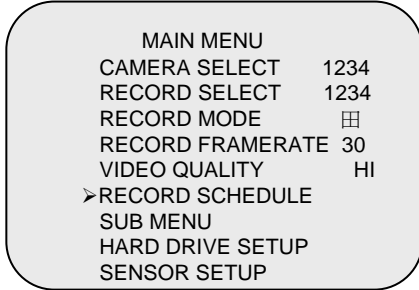 MAIN MENU
CAMERA SELECT 1234
RECORD SELECT 1234
RECORD MODE 田
RECORD FRAMERATE 30
VIDEO QUALITY HI
➢RECORD SCHEDULE
SUB MENU
HARD DRIVE SETUP
SENSOR SETUP